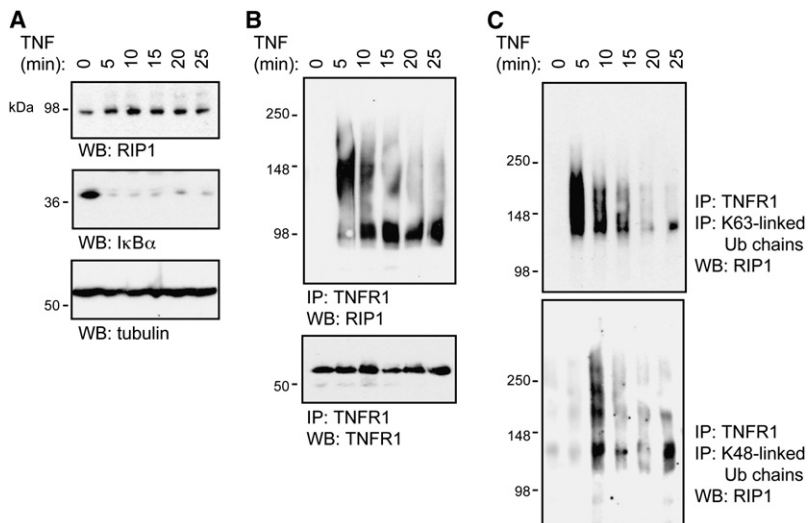 A
TNF
(min): 0 5 10 15 20 25
kDa 98
WB: RIP1
36
WB: IκBα
50
WB: tubulin
B
TNF
(min): 0 5 10 15 20 25
250
148
98
IP: TNFR1
WB: RIP1
50
IP: TNFR1
WB: TNFR1
C
TNF
(min): 0 5 10 15 20 25
250
148
98
IP: TNFR1
IP: K63-linked
Ub chains
WB: RIP1
250
148
98
IP: TNFR1
IP: K48-linked
Ub chains
WB: RIP1